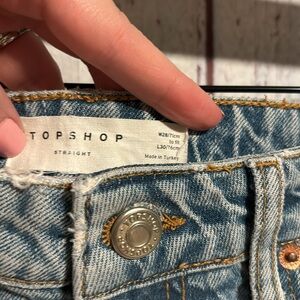 TOPSHOP
STRAIGHT
W28/71cm
to fit
L30/76cm
Made in Turkey